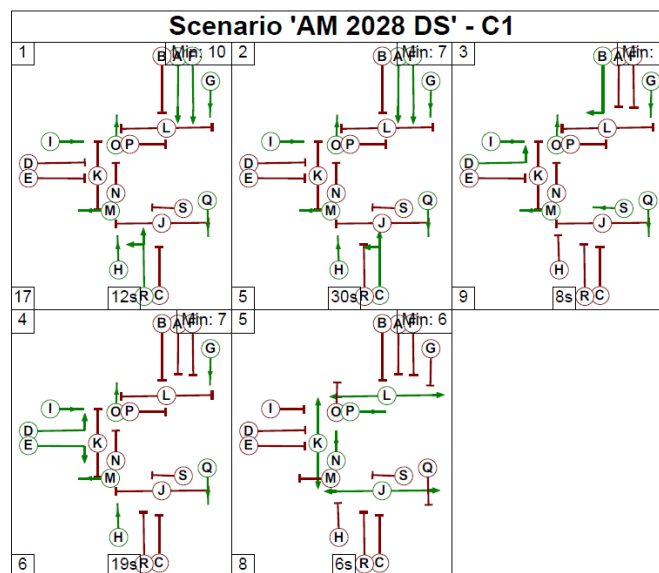 Scenario 'AM 2028 DS' - C1
1
Min: 10
B A F
G
L
I
O P
D
K
E
N
Q
M
S
J
H
17
12s
R C
2
Min: 7
B A F
G
L
I
O P
D
K
E
N
Q
M
S
J
H
5
30s
R C
3
Min:
B A F
G
L
I
O P
D
K
E
N
Q
M
S
J
H
9
8s
R C
4
Min: 7
B A F
G
L
I
O P
D
K
E
N
Q
M
S
J
H
6
19s
R C
5
Min: 6
B A F
G
L
I
O P
D
K
E
N
Q
M
S
J
H
8
6s
R C